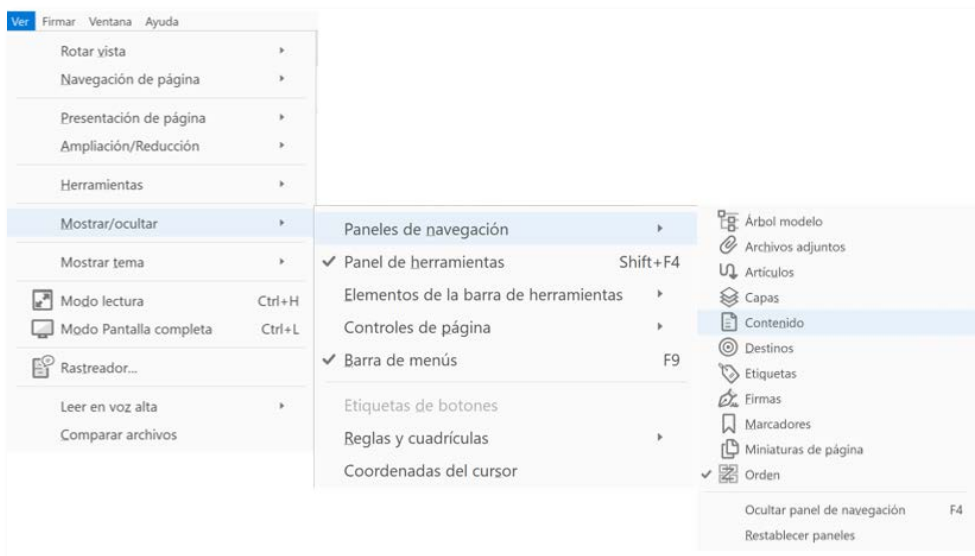 Ver Firmar Ventana Ayuda
Rotar vista
Navegación de página
Presentación de página
Ampliación/Reducción
Herramientas
Mostrar/ocultar
Mostrar tema
Modo lectura Ctrl+H
Modo Pantalla completa Ctrl+L
Rastreador...
Leer en voz alta
Comparar archivos
Paneles de navegación
Panel de herramientas Shift+F4
Elementos de la barra de herramientas
Controles de página
Barra de menús F9
Etiquetas de botones
Reglas y cuadrículas
Coordenadas del cursor
Árbol modelo
Archivos adjuntos
Artículos
Capas
Contenido
Destinos
Etiquetas
Firmas
Marcadores
Miniaturas de página
Orden
Ocultar panel de navegación F4
Restablecer paneles